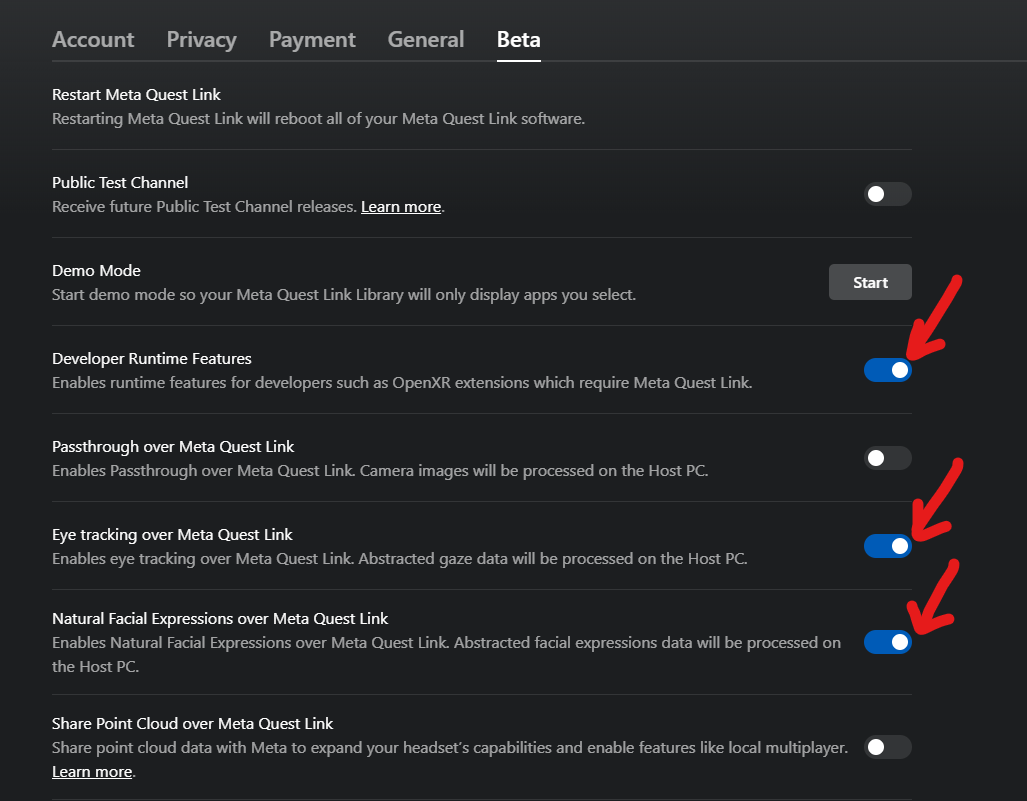 Account Privacy Payment General Beta
Restart Meta Quest Link
Restarting Meta Quest Link will reboot all of your Meta Quest Link software.
Public Test Channel
Receive future Public Test Channel releases. Learn more.
Demo Mode
Start demo mode so your Meta Quest Link Library will only display apps you select.
Start
Developer Runtime Features
Enables runtime features for developers such as OpenXR extensions which require Meta Quest Link.
Passthrough over Meta Quest Link
Enables Passthrough over Meta Quest Link. Camera images will be processed on the Host PC.
Eye tracking over Meta Quest Link
Enables eye tracking over Meta Quest Link. Abstracted gaze data will be processed on the Host PC.
Natural Facial Expressions over Meta Quest Link
Enables Natural Facial Expressions over Meta Quest Link. Abstracted facial expressions data will be processed on
the Host PC.
Share Point Cloud over Meta Quest Link
Share point cloud data with Meta to expand your headset's capabilities and enable features like local multiplayer.
Learn more.